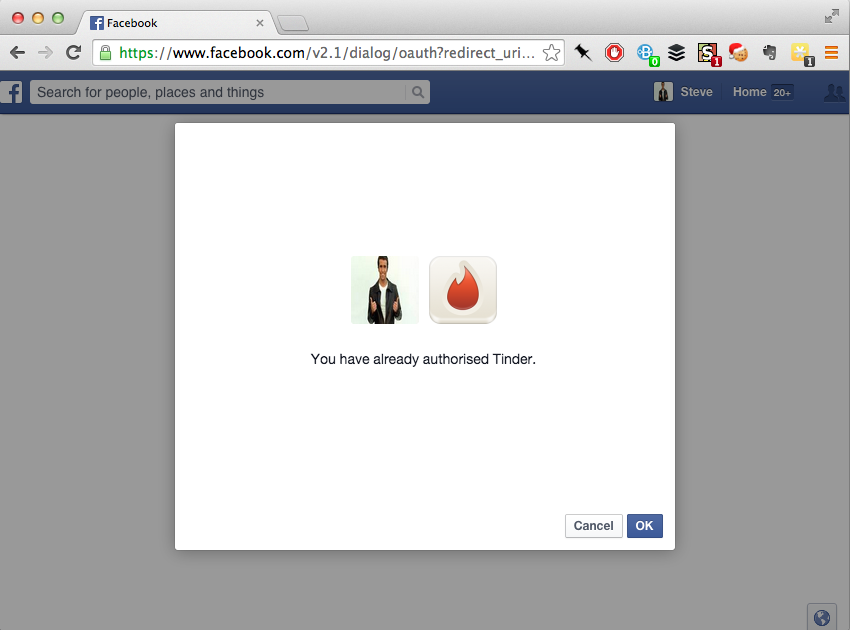 Facebook
https://www.facebook.com/v2.1/dialog/oauth?redirect_uri...
0
1
1
Search for people, places and things
Steve
Home 20+
You have already authorised Tinder.
Cancel OK